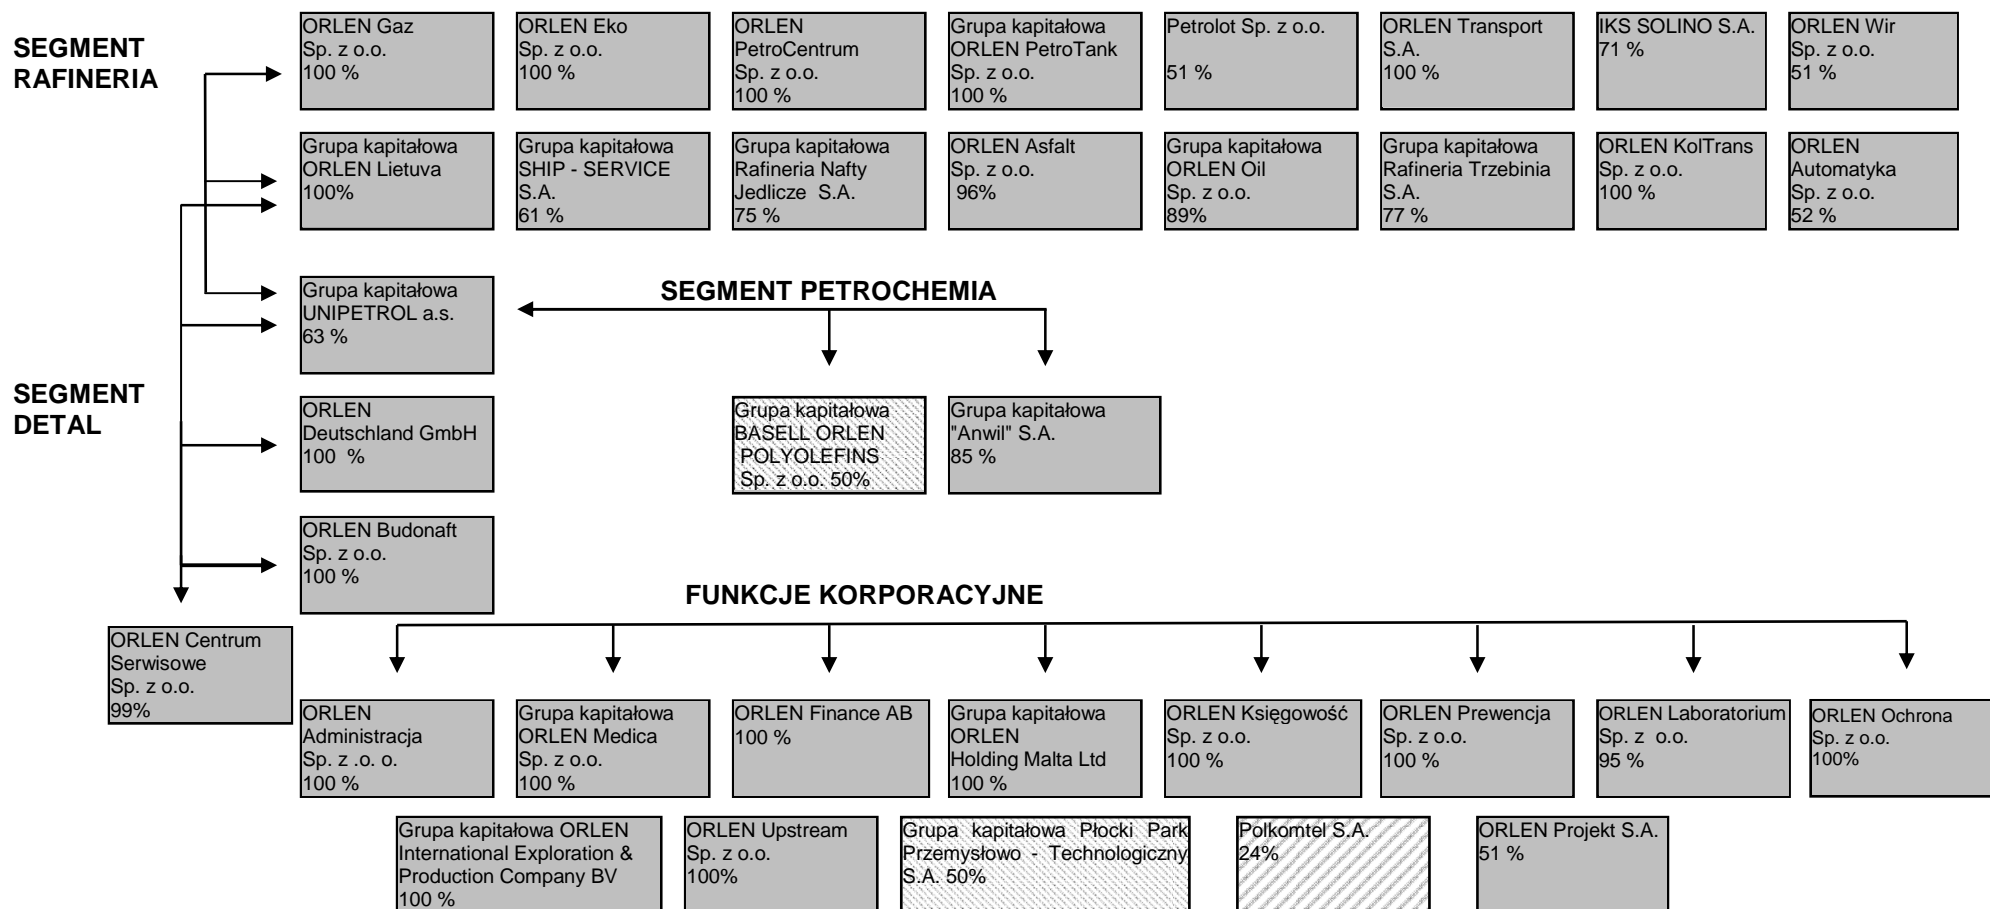 SEGMENT
RAFINERIA
ORLEN Gaz
Sp. z o.o.
100 %
ORLEN Eko
Sp. z o.o.
100 %
ORLEN
PetroCentrum
Sp. z o.o.
100 %
Grupa kapitałowa
ORLEN PetroTank
Sp. z o.o.
100 %
Petrolot Sp. z o.o.
51 %
ORLEN Transport
S.A.
100 %
IKS SOLINO S.A.
71 %
ORLEN Wir
Sp. z o.o.
51 %
Grupa kapitałowa
ORLEN Lietuva
100%
Grupa kapitałowa
SHIP - SERVICE
S.A.
61 %
Grupa kapitałowa
Rafineria Nafty
Jedlicze S.A.
75 %
ORLEN Asfalt
Sp. z o.o.
96%
Grupa kapitałowa
ORLEN Oil
Sp. z o.o.
89%
Grupa kapitałowa
Rafineria Trzebinia
S.A.
77 %
ORLEN KolTrans
Sp. z o.o.
100 %
ORLEN
Automatyka
Sp. z o.o.
52 %
Grupa kapitałowa
UNIPETROL a.s.
63 %
SEGMENT PETROCHEMIA
SEGMENT
DETAL
ORLEN
Deutschland GmbH
100 %
Grupa kapitałowa
BASELL ORLEN
POLYOLEFINS
Sp. z o.o. 50%
Grupa kapitałowa
"Anwil" S.A.
85 %
ORLEN Budonaft
Sp. z o.o.
100 %
FUNKCJE KORPORACYJNE
ORLEN Centrum
Serwisowe
Sp. z o.o.
99%
ORLEN
Administracja
Sp. z .o. o.
100 %
Grupa kapitałowa
ORLEN Medica
Sp. z o.o.
100 %
ORLEN Finance AB
100 %
Grupa kapitałowa
ORLEN
Holding Malta Ltd
100 %
ORLEN Księgowość
Sp. z o.o.
100 %
ORLEN Prewencja
Sp. z o.o.
100 %
ORLEN Laboratorium
Sp. z o.o.
95 %
ORLEN Ochrona
Sp. z o.o.
100%
Grupa kapitałowa ORLEN
International Exploration &
Production Company BV
100 %
ORLEN Upstream
Sp. z o.o.
100%
Grupa kapitałowa Płocki Park
Przemysłowo - Technologiczny
S.A. 50%
Polkomtel S.A.
24%
ORLEN Projekt S.A.
51 %